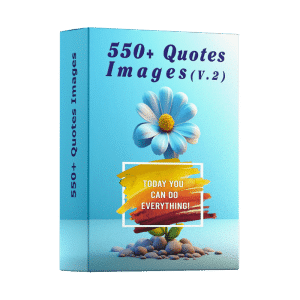 550+ Quotes
Images (V.2)
550+ Quotes Images
TODAY YOU
CAN DO
EVERYTHING!